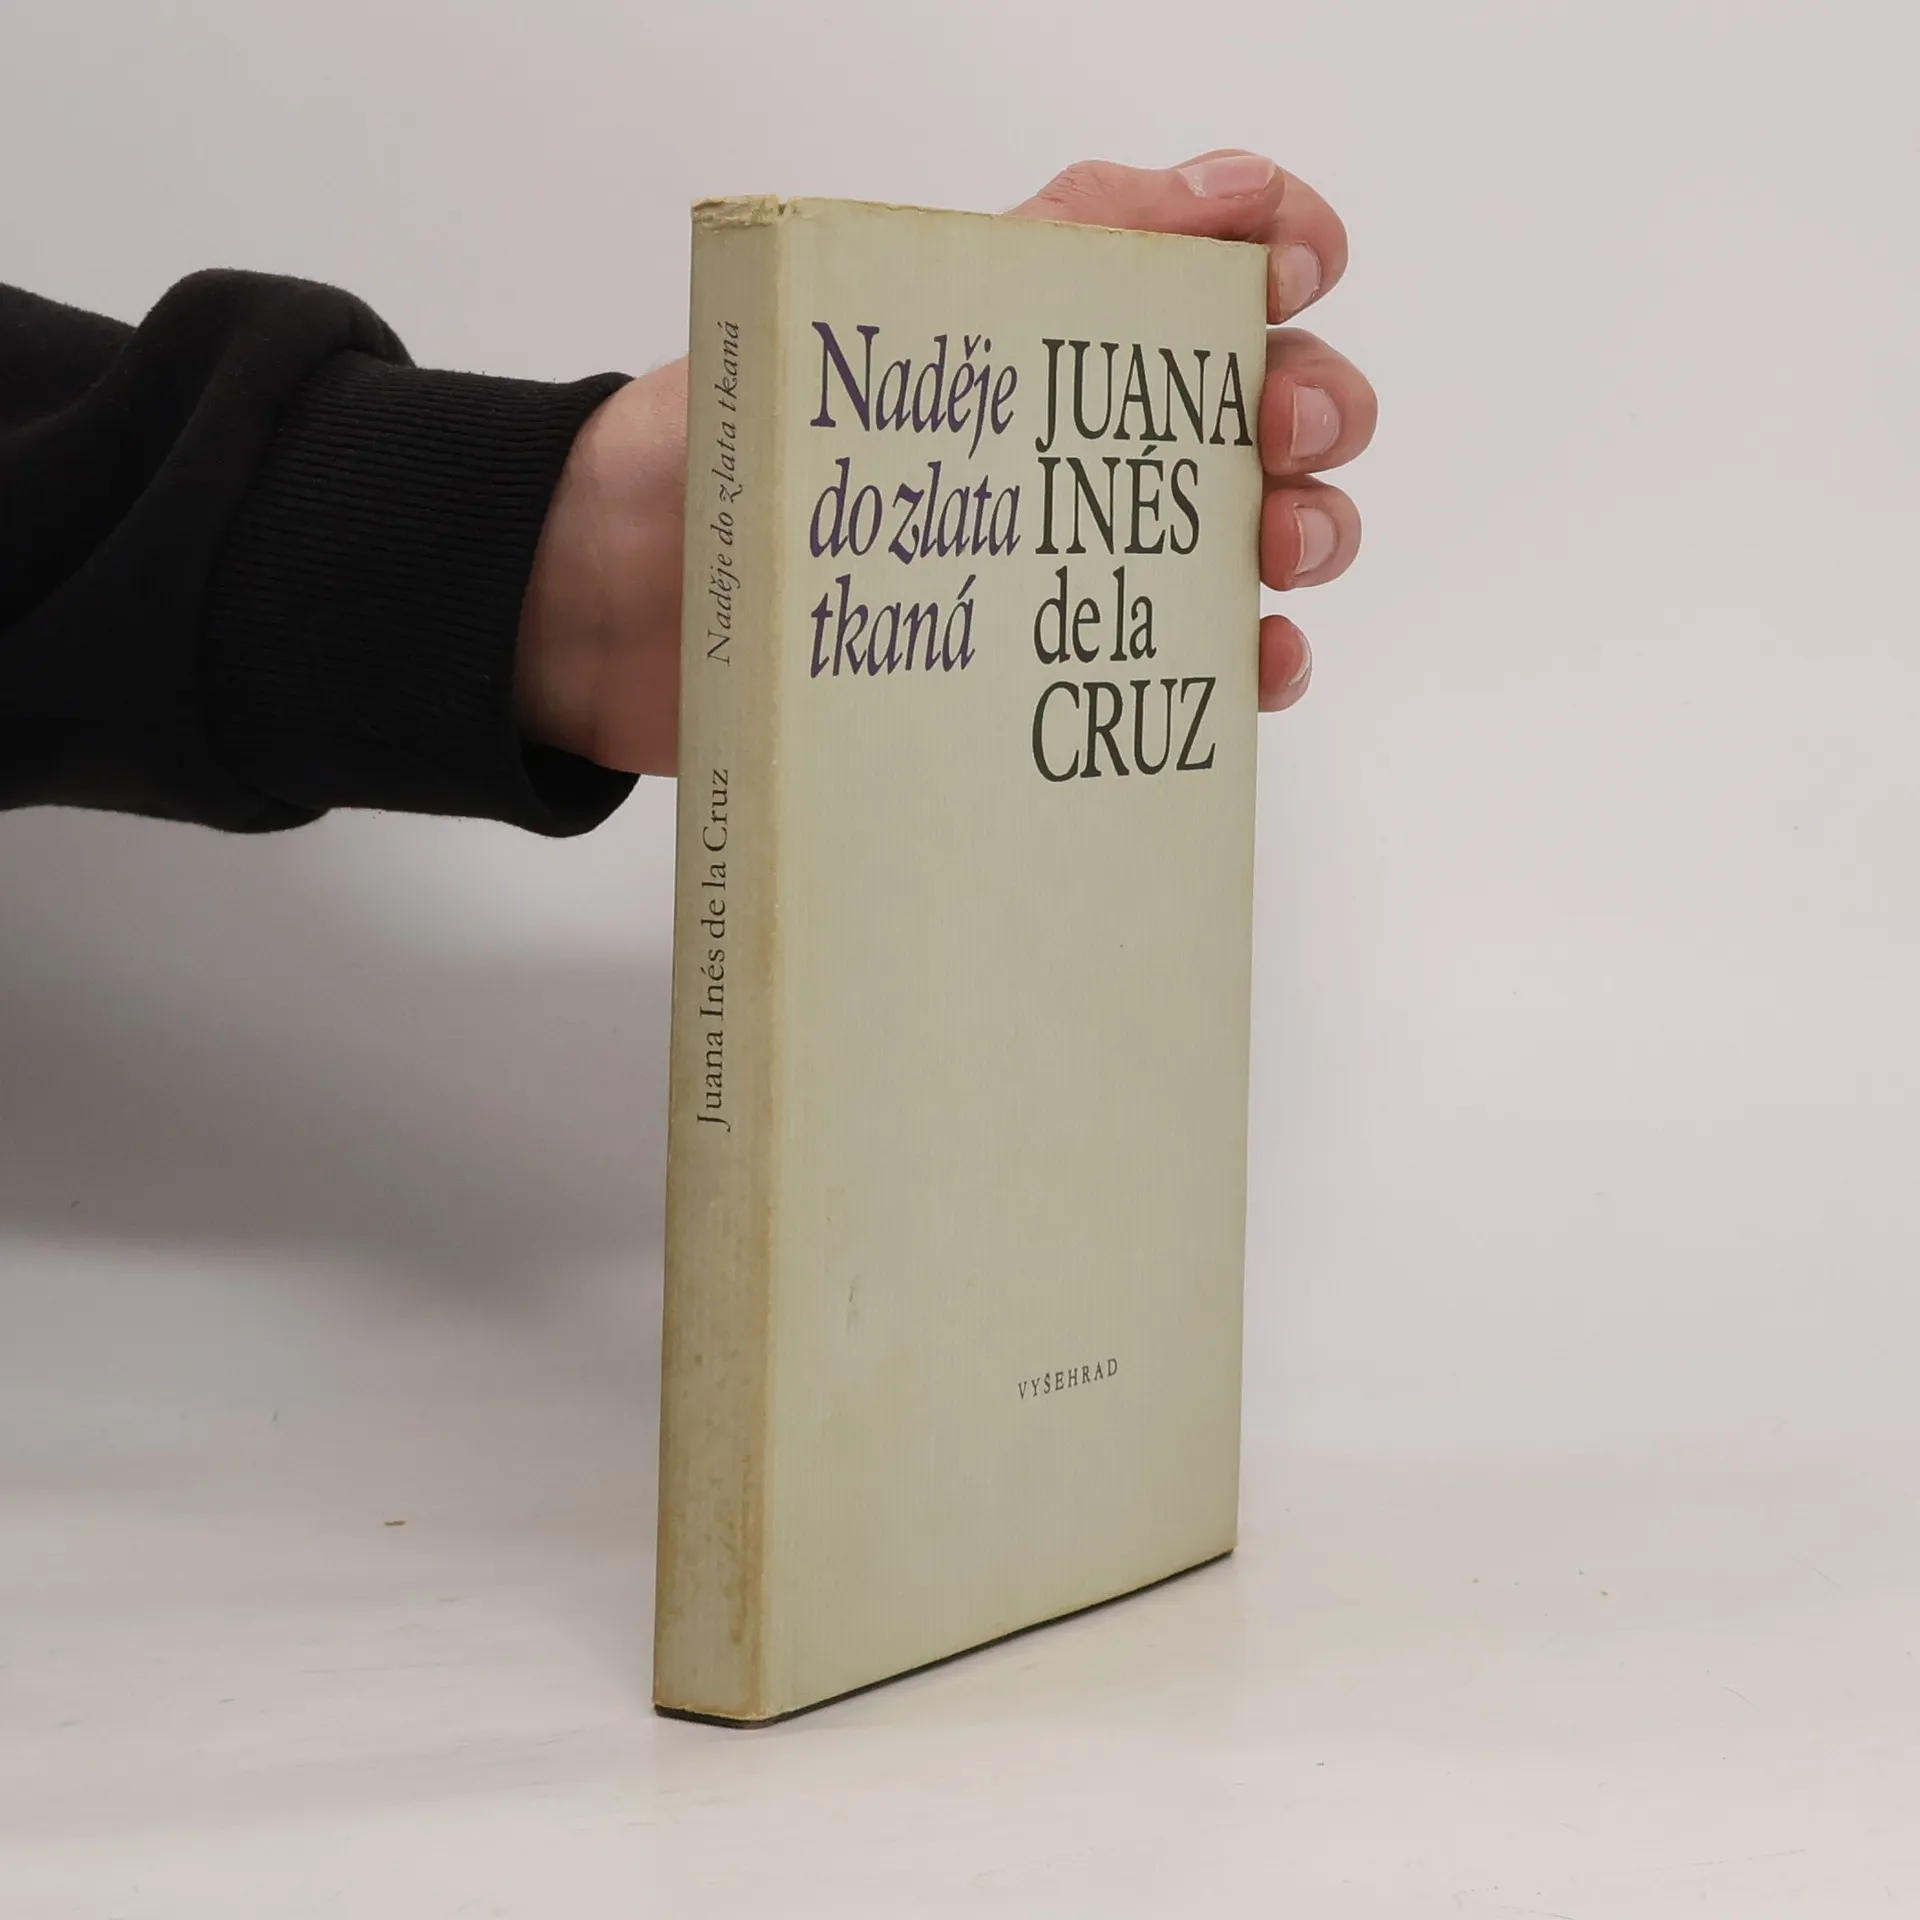 Naděje do zlata tkaná
Juana Inés de la Cruz
Naděje
do zlata
tkaná
JUANA
INÉS
de la
CRUZ
VYŠEHRAD